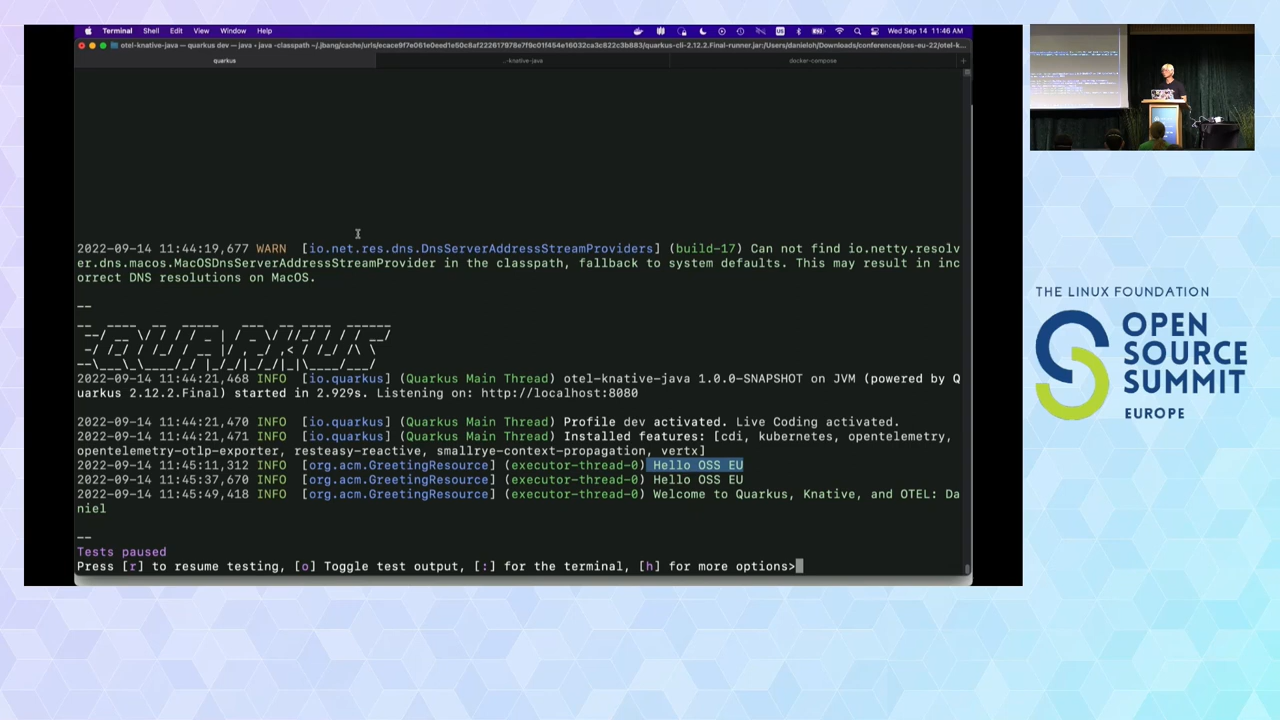 Terminal Shell Edit View Window Help
US
Wed Sep 14 11:46 AM
quarkus
..-knative-java
docker-compose
+
2022-09-14 11:44:19,677 WARN [io.net.res.dns.DnsServerAddressStreamProviders] (build-17) Can not find io.netty.resolv
er.dns.macos.MacOSDnsServerAddressStreamProvider in the classpath, fallback to system defaults. This may result in inc
orrect DNS resolutions on MacOS.
--
QUARKUS
2022-09-14 11:44:21,468 INFO [io.quarkus] (Quarkus Main Thread) otel-knative-java 1.0.0-SNAPSHOT on JVM (powered by Q
uarkus 2.12.2.Final) started in 2.929s. Listening on: http://localhost:8080
2022-09-14 11:44:21,470 INFO [io.quarkus] (Quarkus Main Thread) Profile dev activated. Live Coding activated.
2022-09-14 11:44:21,471 INFO [io.quarkus] (Quarkus Main Thread) Installed features: [cdi, kubernetes, opentelemetry,
opentelemetry-otlp-exporter, resteasy-reactive, smallrye-context-propagation, vertx]
2022-09-14 11:45:11,312 INFO [org.acm.GreetingResource] (executor-thread-0) Hello OSS EU
2022-09-14 11:45:37,670 INFO [org.acm.GreetingResource] (executor-thread-0) Hello OSS EU
2022-09-14 11:45:49,418 INFO [org.acm.GreetingResource] (executor-thread-0) Welcome to Quarkus, Knative, and OTEL: Da
niel
--
Tests paused
Press [r] to resume testing, [o] Toggle test output, [:] for the terminal, [h] for more options>
THE LINUX FOUNDATION
OPEN
SOURCE
SUMMIT
EUROPE